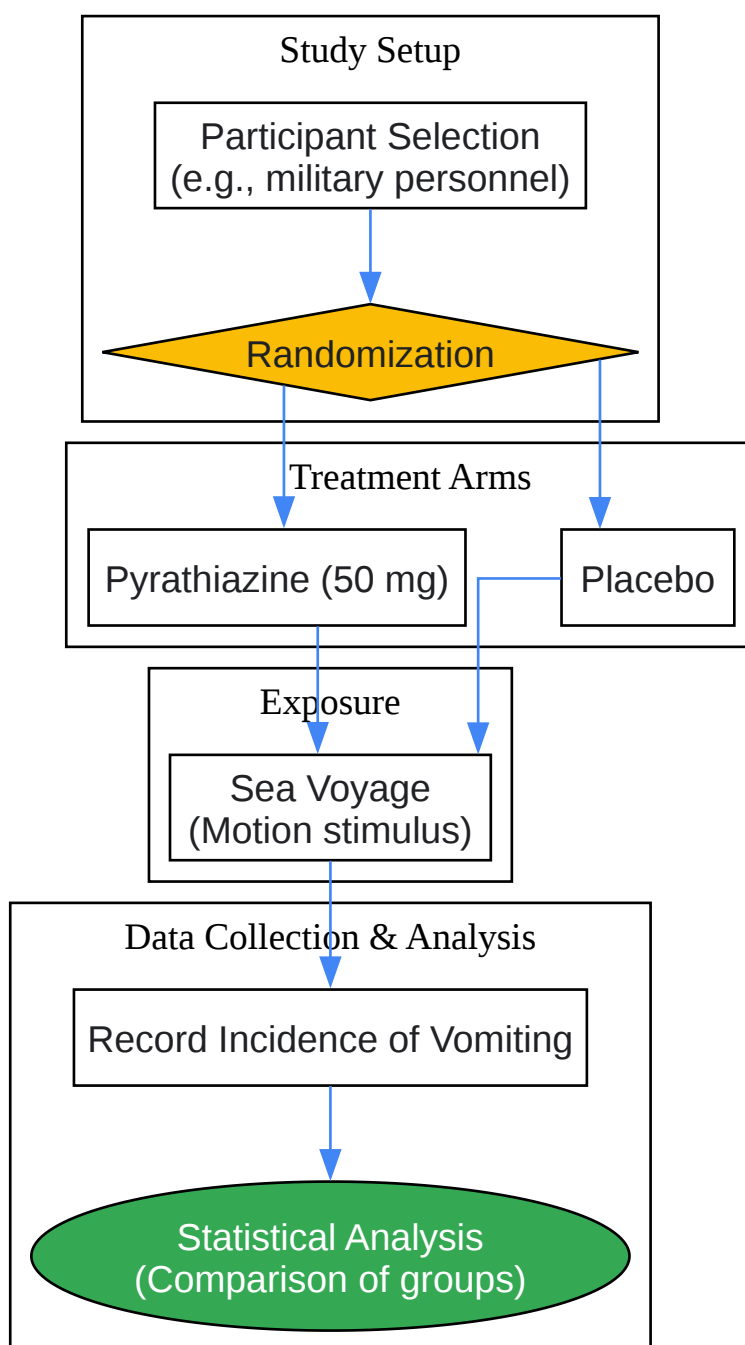 Study Setup
Participant Selection
(e.g., military personnel)
Randomization
Treatment Arms
Pyrathiazine (50 mg)
Placebo
Exposure
Sea Voyage
(Motion stimulus)
Data Collection & Analysis
Record Incidence of Vomiting
Statistical Analysis
(Comparison of groups)